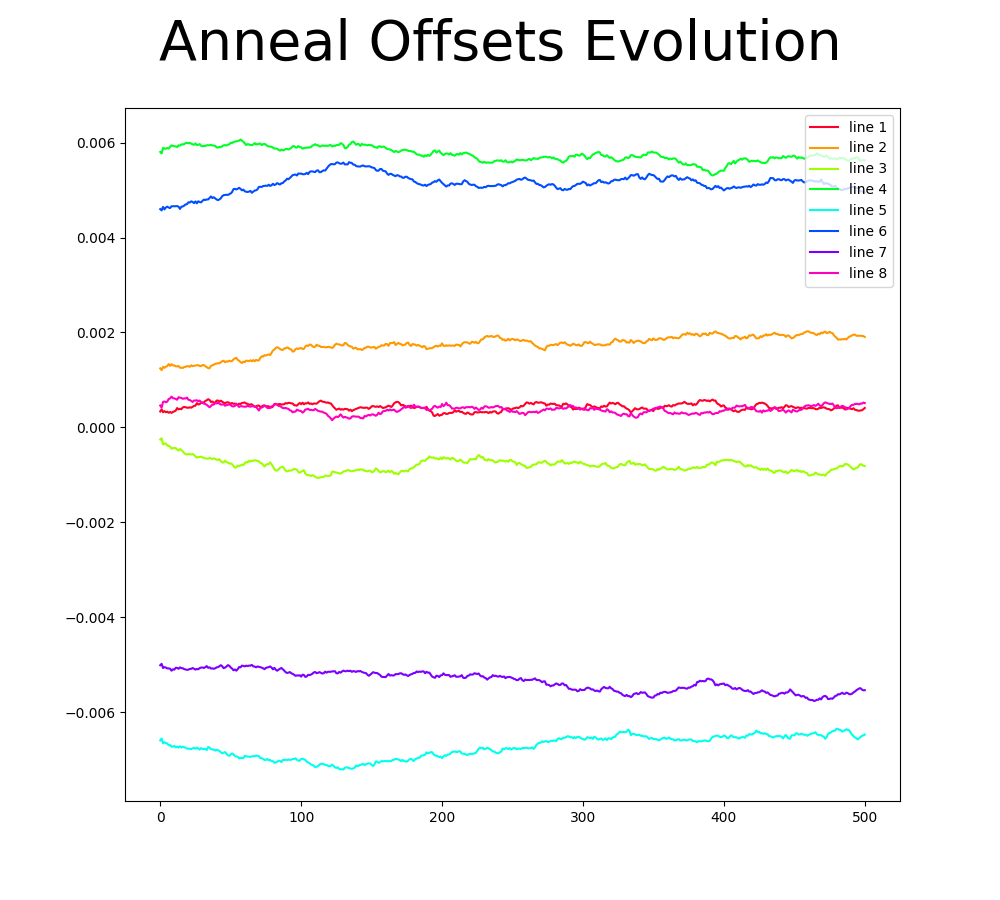 Anneal Offsets Evolution
0.006
0.004
0.002
0.000
−0.002
−0.004
−0.006
0 100 200 300 400 500
line 1
line 2
line 3
line 4
line 5
line 6
line 7
line 8